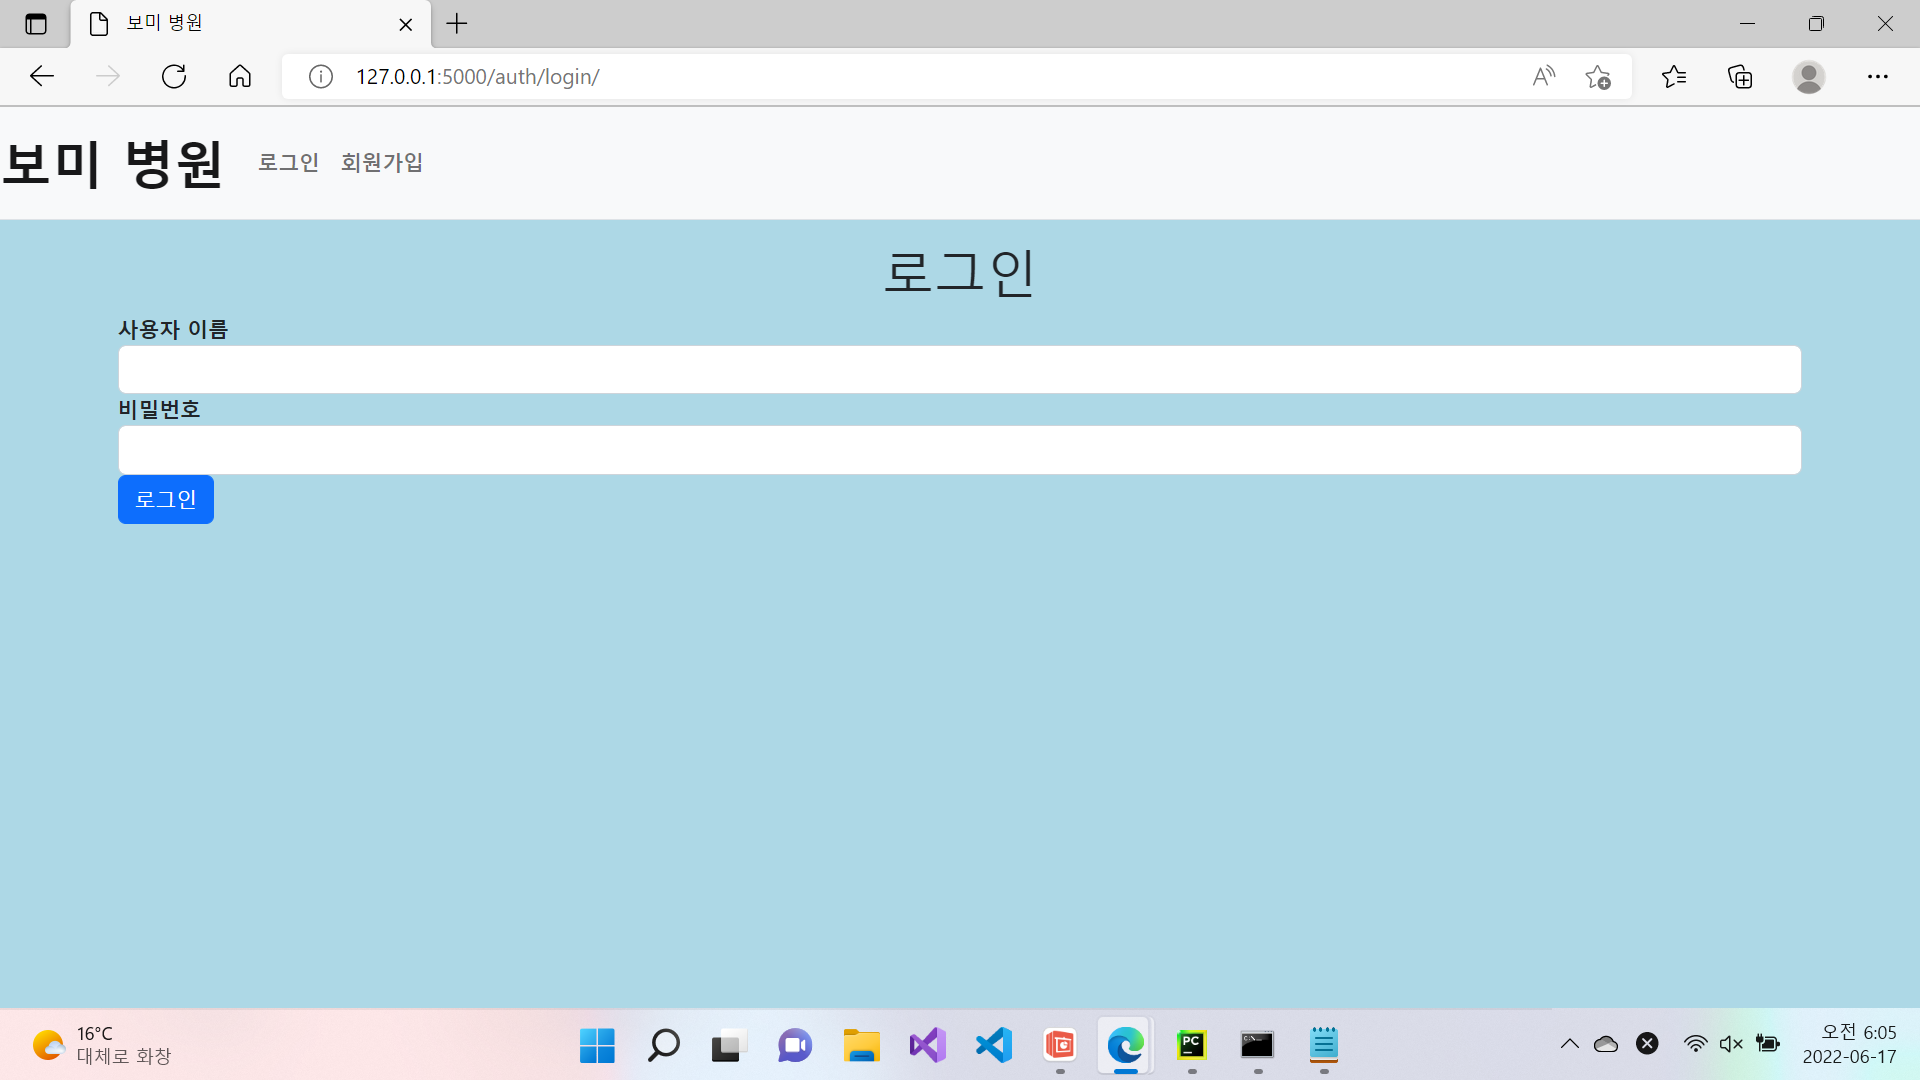 보미 병원
127.0.0.1:5000/auth/login/
보미 병원 로그인 회원가입
로그인
사용자 이름
비밀번호
로그인
16°C
대체로 화창
PC
오전 6:05
2022-06-17